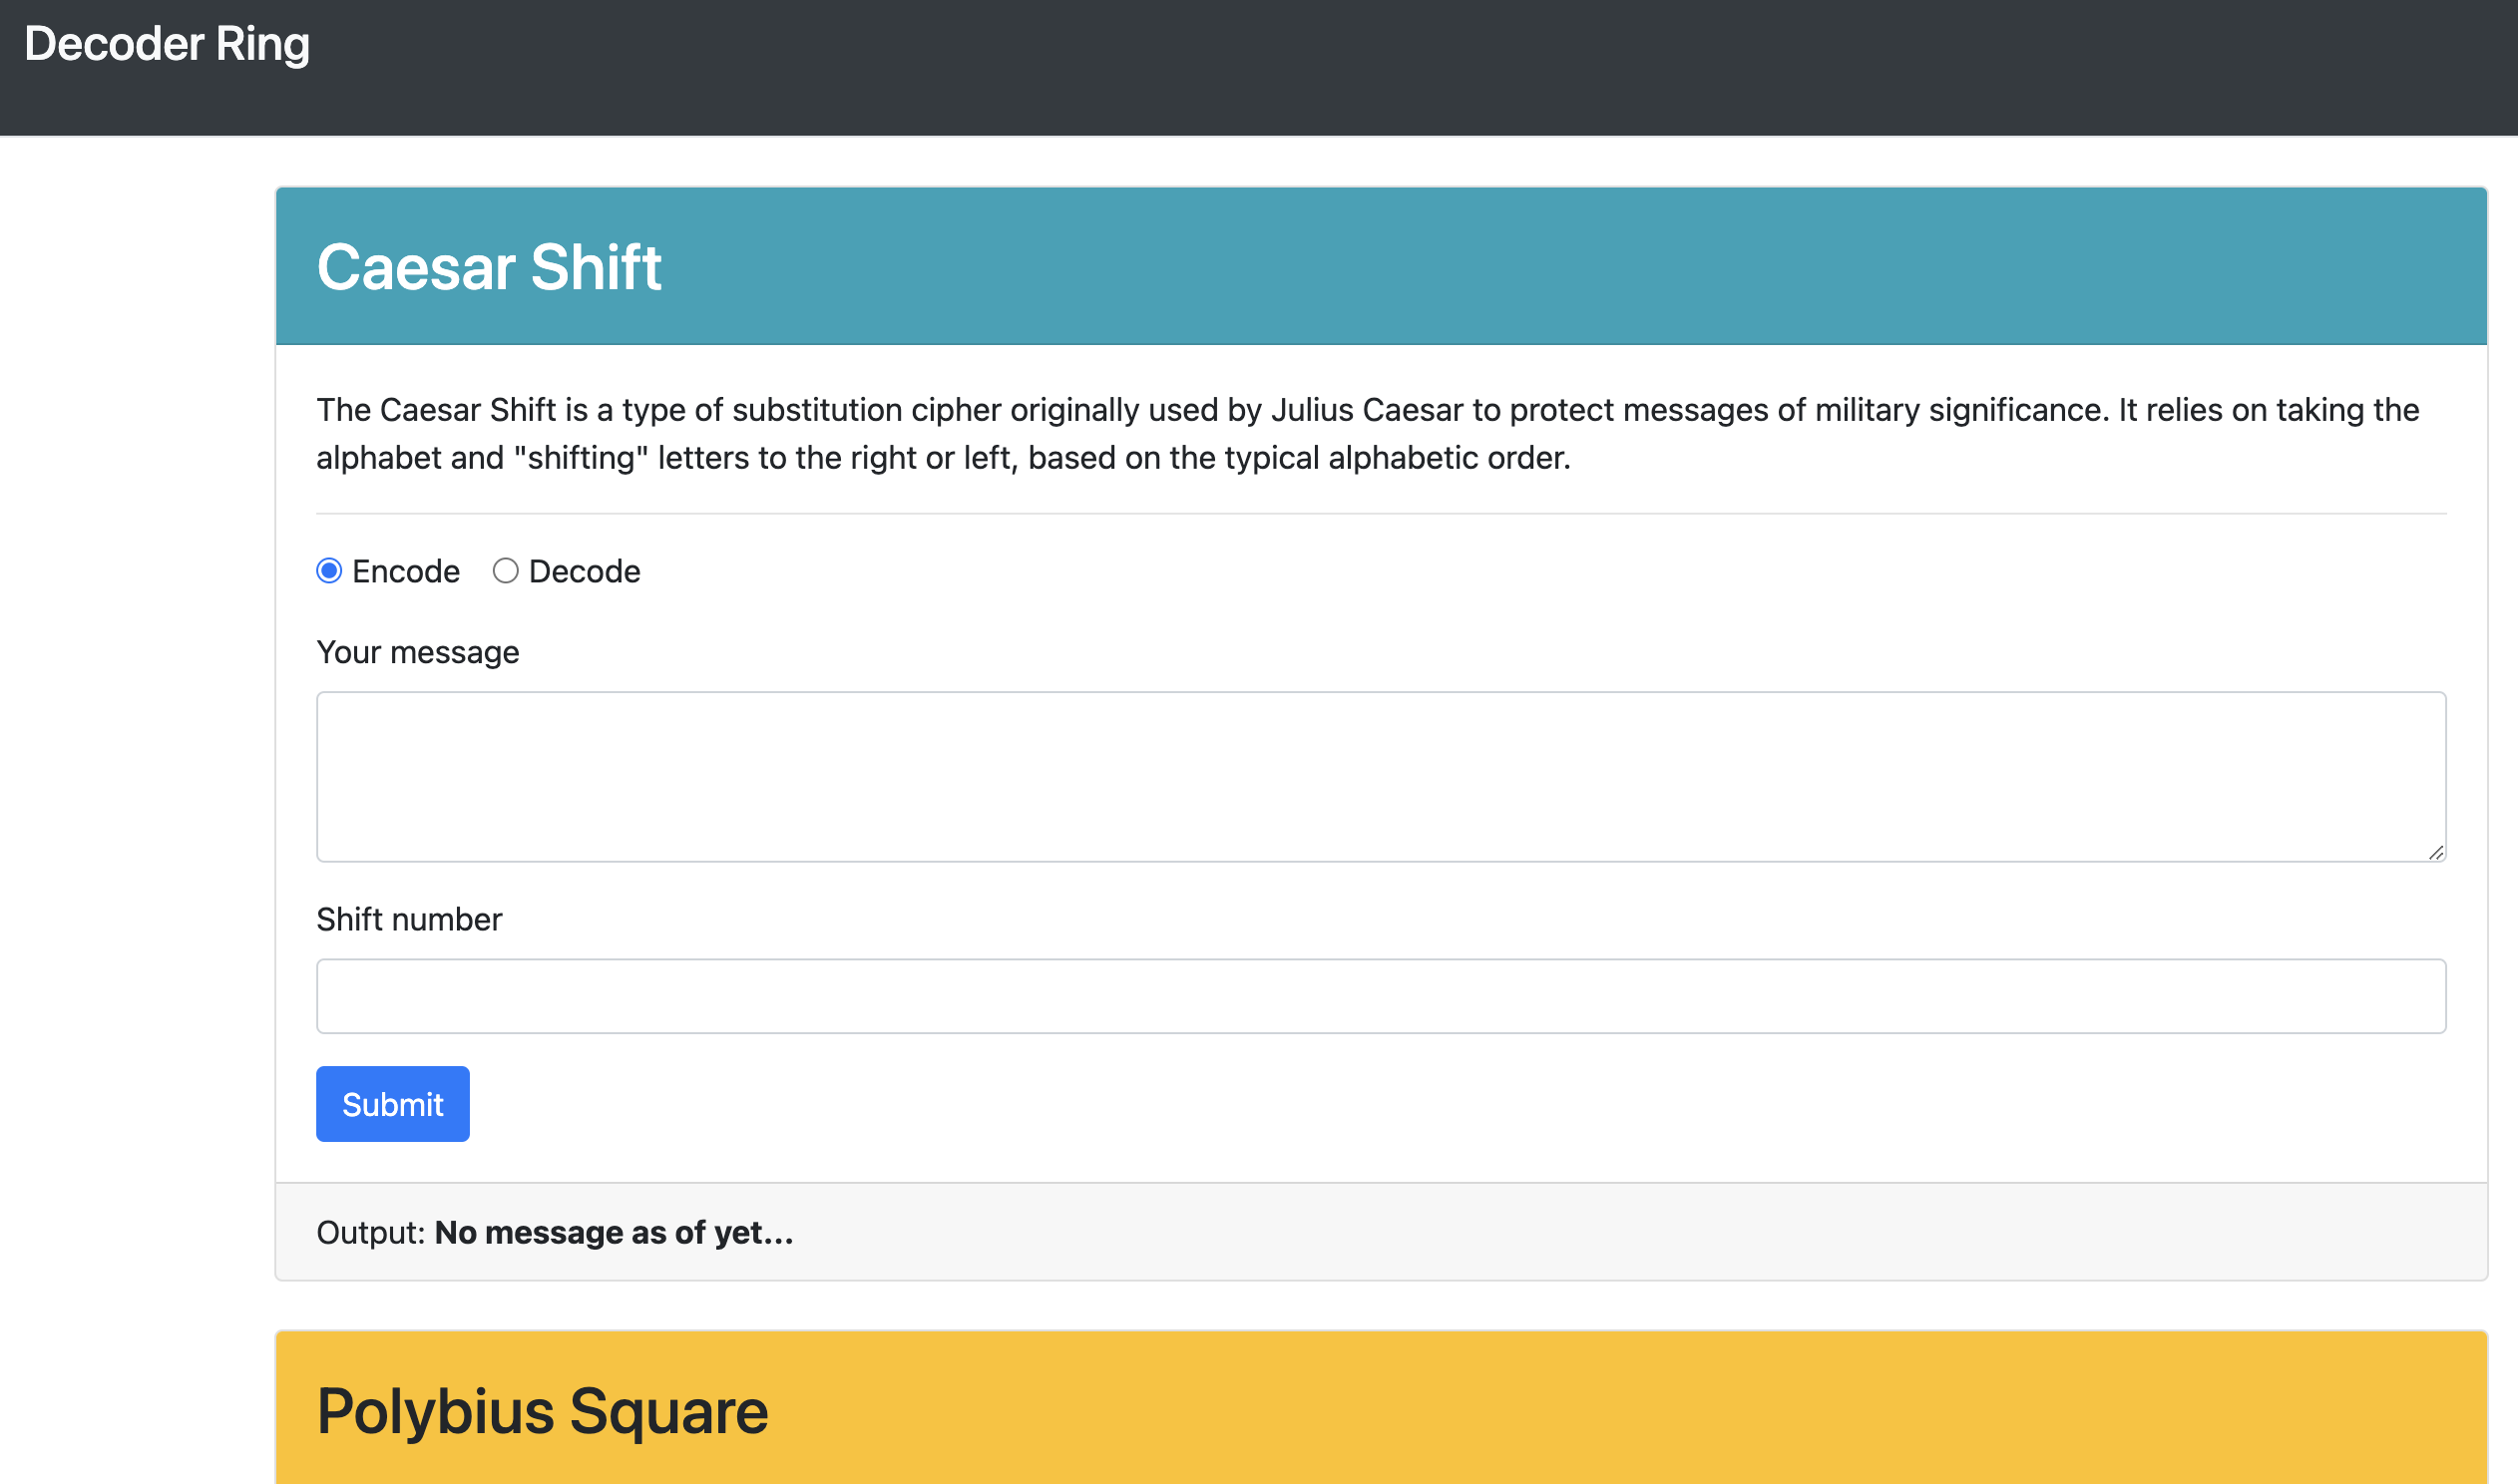 Decoder Ring
Caesar Shift
The Caesar Shift is a type of substitution cipher originally used by Julius Caesar to protect messages of military significance. It relies on taking the
alphabet and "shifting" letters to the right or left, based on the typical alphabetic order.
Encode Decode
Your message
Shift number
Submit
Output: No message as of yet...
Polybius Square